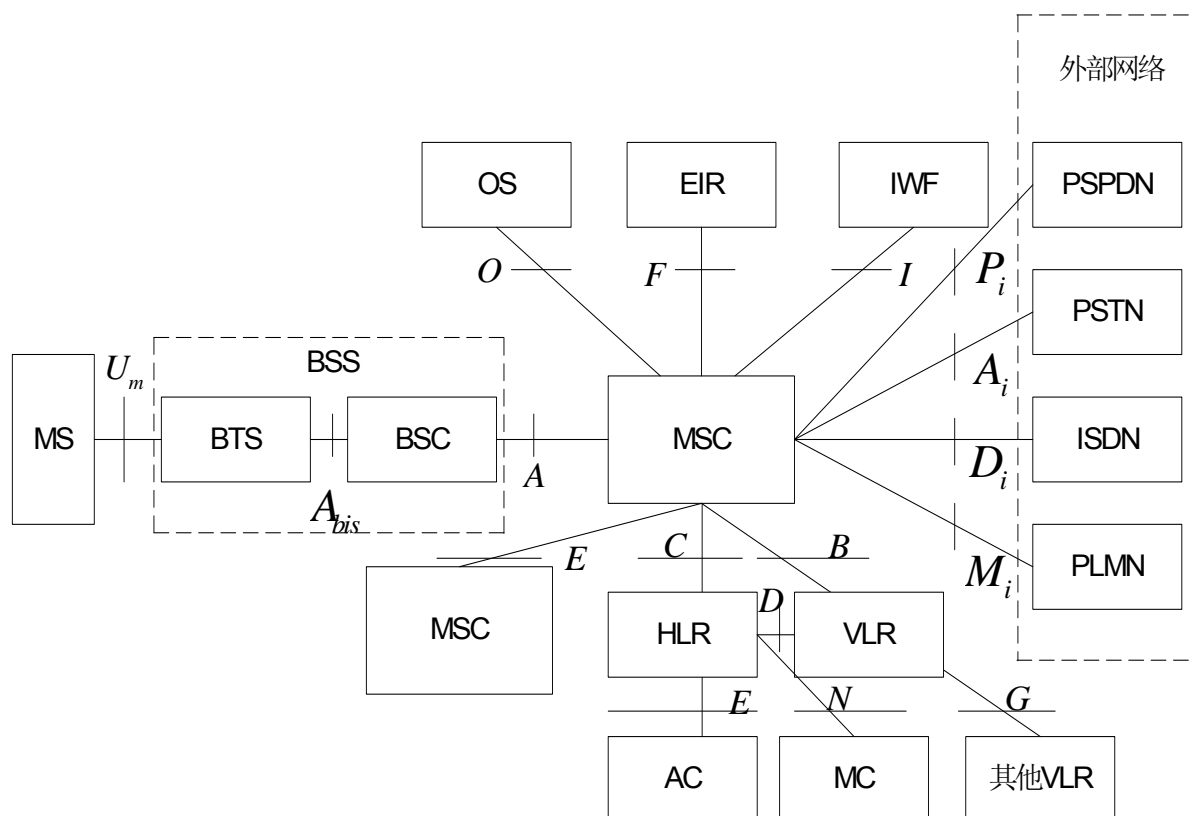 外部网络
OS
EIR
IWF
PSPDN
O
F
I
P_i
PSTN
A_i
BSS
U_m
MS
BTS
BSC
MSC
ISDN
A
D_i
A_bis
E
C
B
M_i
PLMN
MSC
HLR
D
VLR
E
N
G
AC
MC
其他VLR